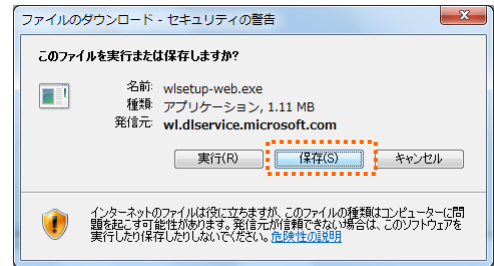 ファイルのダウンロード - セキュリティの警告
このファイルを実行または保存しますか?
名前: wlsetup-web.exe
種類: アプリケーション, 1.11 MB
発信元: wl.dlservice.microsoft.com
実行(R)
保存(S)
キャンセル
インターネットのファイルは役に立ちますが、このファイルの種類はコンピューターに問
題を起こす可能性があります。発信元が信頼できない場合は、このソフトウェアを
実行したり保存したりしないでください。危険性の説明